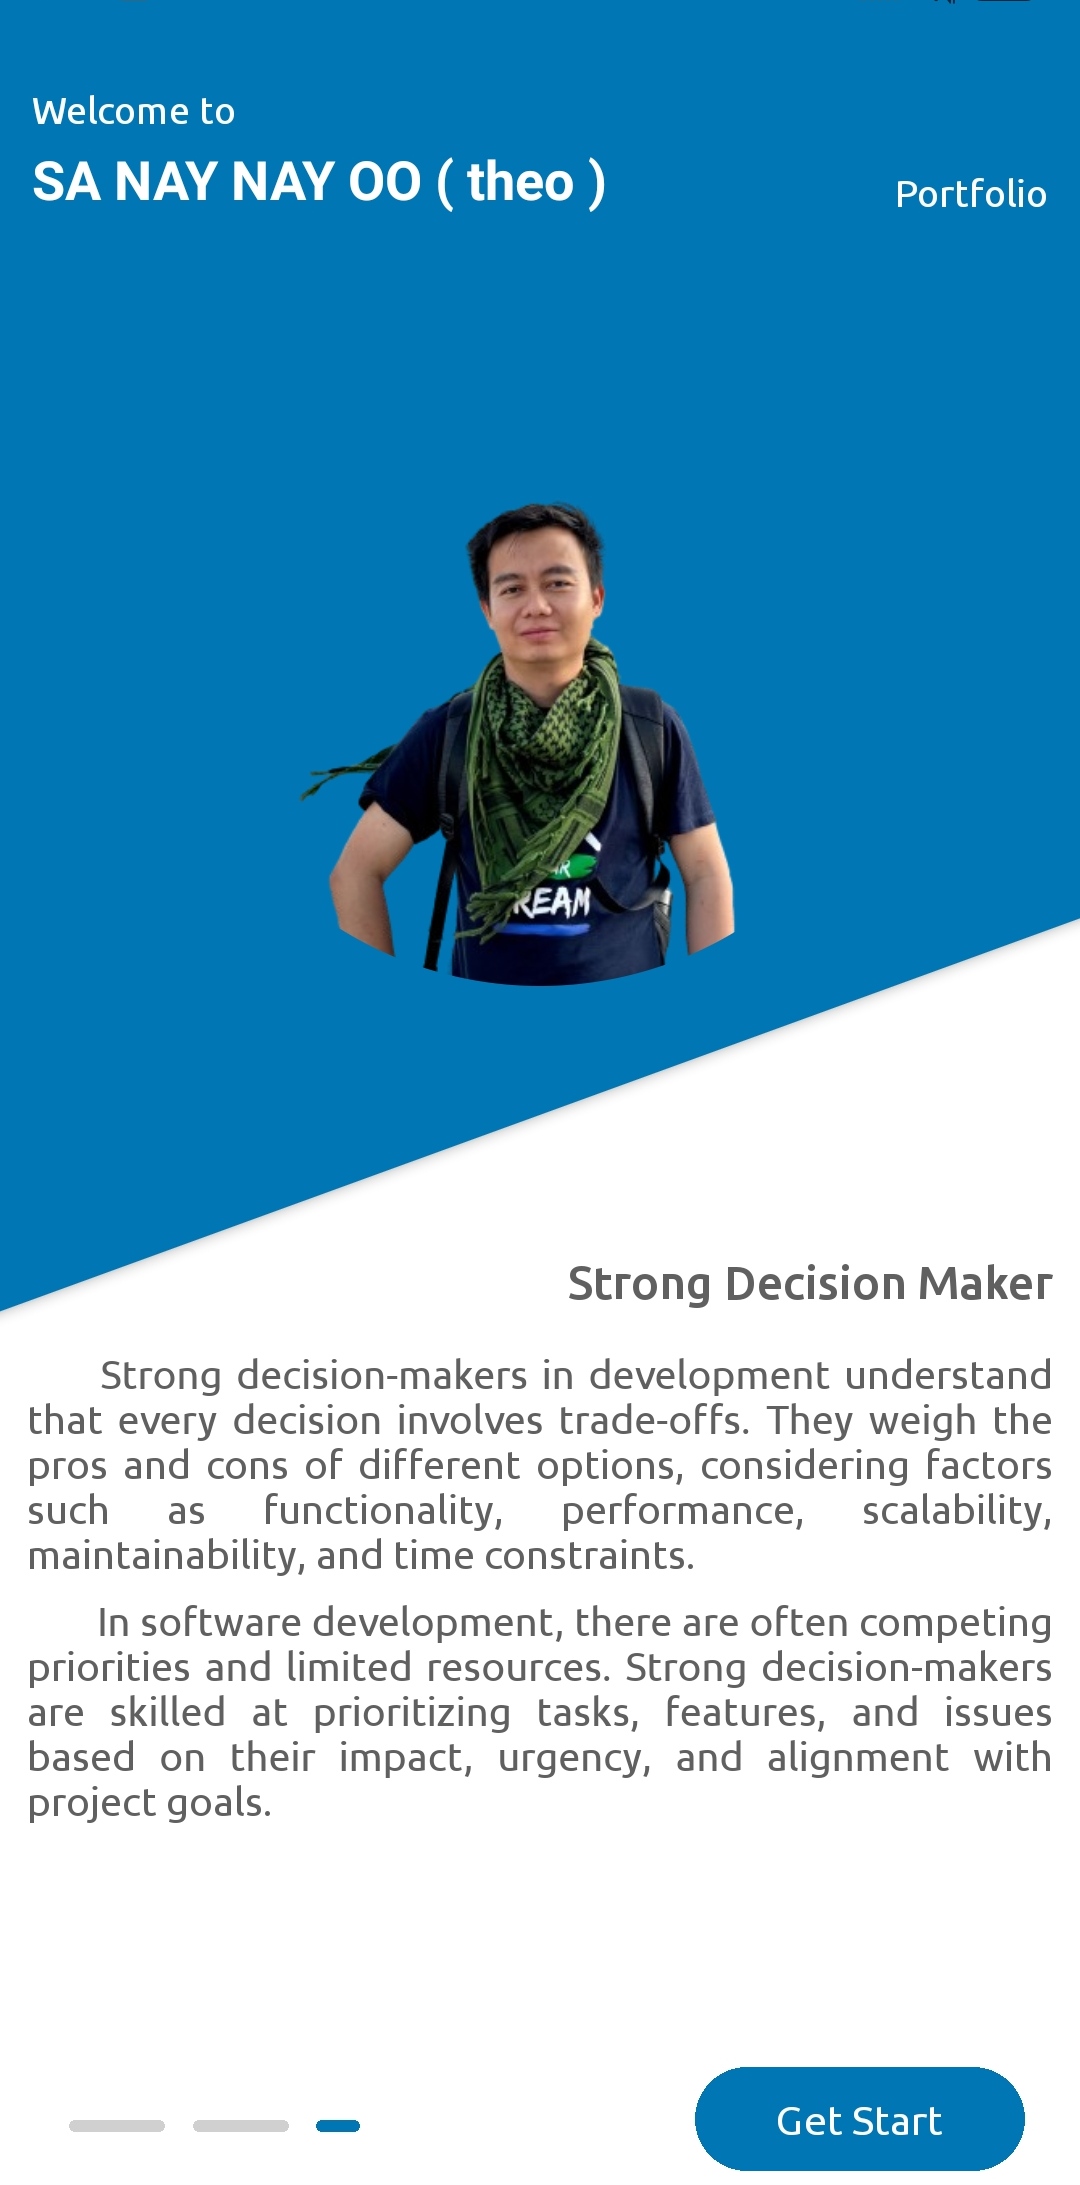 Welcome to
SA NAY NAY OO ( theo )
Portfolio
REAM
Strong Decision Maker
Strong decision-makers in development understand
that every decision involves trade-offs. They weigh the
pros and cons of different options, considering factors
such as functionality, performance, scalability,
maintainability, and time constraints.
In software development, there are often competing
priorities and limited resources. Strong decision-makers
are skilled at prioritizing tasks, features, and issues
based on their impact, urgency, and alignment with
project goals.
Get Start